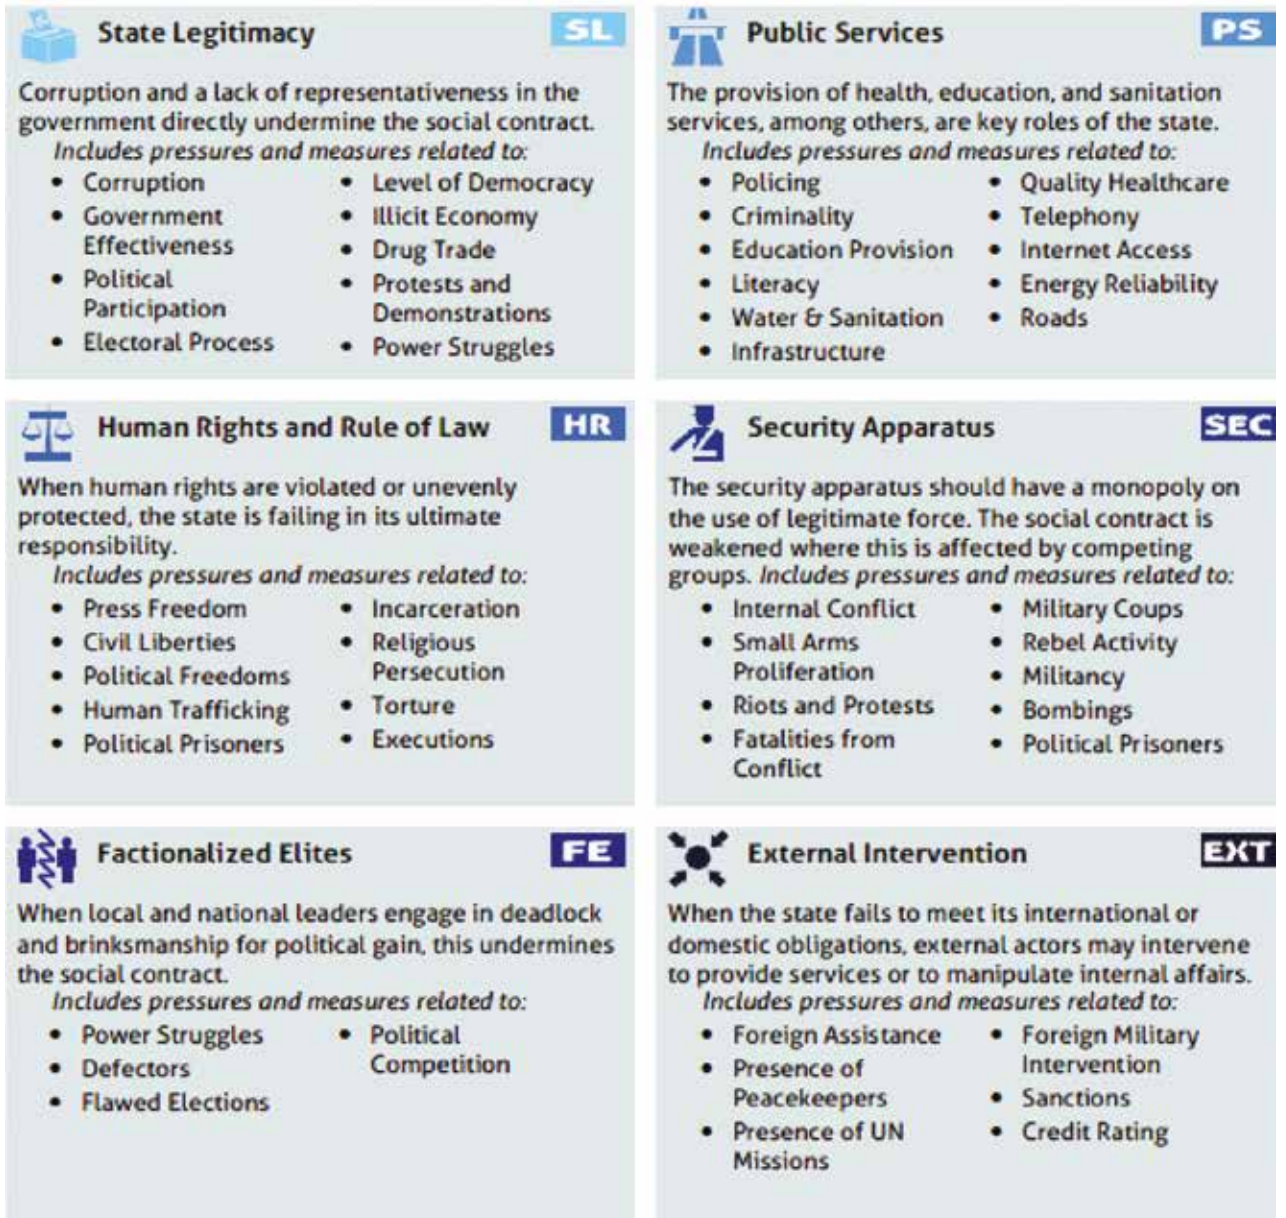 State Legitimacy SL
Corruption and a lack of representativeness in the
government directly undermine the social contract.
Includes pressures and measures related to:
• Corruption
• Government
Effectiveness
• Political
Participation
• Electoral Process
• Level of Democracy
• Illicit Economy
• Drug Trade
• Protests and
Demonstrations
• Power Struggles
Public Services PS
The provision of health, education, and sanitation
services, among others, are key roles of the state.
Includes pressures and measures related to:
• Policing
• Criminality
• Education Provision
• Literacy
• Water & Sanitation
• Infrastructure
• Quality Healthcare
• Telephony
• Internet Access
• Energy Reliability
• Roads
Human Rights and Rule of Law HR
When human rights are violated or unevenly
protected, the state is failing in its ultimate
responsibility.
Includes pressures and measures related to:
• Press Freedom
• Civil Liberties
• Political Freedoms
• Human Trafficking
• Political Prisoners
• Incarceration
• Religious
Persecution
• Torture
• Executions
Security Apparatus SEC
The security apparatus should have a monopoly on
the use of legitimate force. The social contract is
weakened where this is affected by competing
groups. Includes pressures and measures related to:
• Internal Conflict
• Small Arms
Proliferation
• Riots and Protests
• Fatalities from
Conflict
• Military Coups
• Rebel Activity
• Militancy
• Bombings
• Political Prisoners
Factionalized Elites FE
When local and national leaders engage in deadlock
and brinksmanship for political gain, this undermines
the social contract.
Includes pressures and measures related to:
• Power Struggles
• Defectors
• Flawed Elections
• Political
Competition
External Intervention EXT
When the state fails to meet its international or
domestic obligations, external actors may intervene
to provide services or to manipulate internal affairs.
Includes pressures and measures related to:
• Foreign Assistance
• Presence of
Peacekeepers
• Presence of UN
Missions
• Foreign Military
Intervention
• Sanctions
• Credit Rating